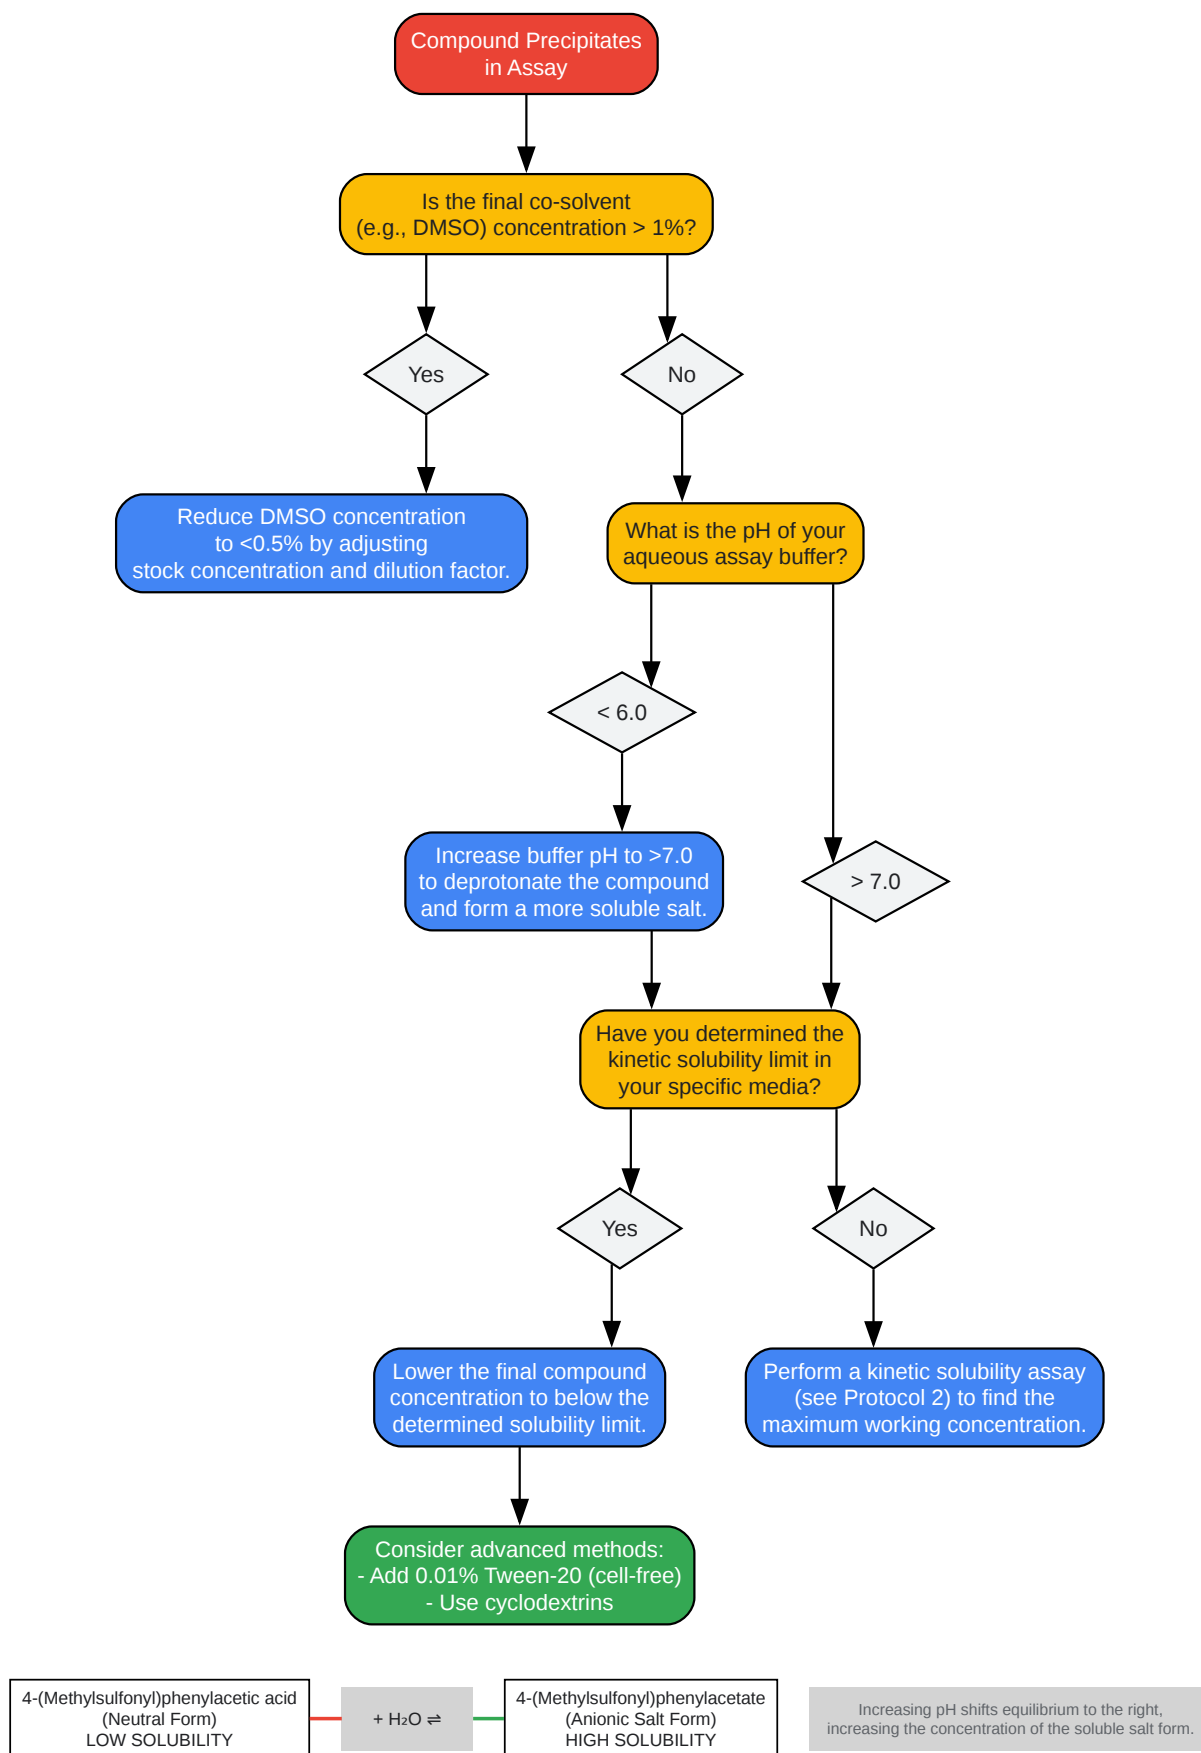 Compound Precipitates
in Assay
Is the final co-solvent
(e.g., DMSO) concentration > 1%?
Yes
No
Reduce DMSO concentration
to <0.5% by adjusting
stock concentration and dilution factor.
What is the pH of your
aqueous assay buffer?
< 6.0
Increase buffer pH to >7.0
to deprotonate the compound
and form a more soluble salt.
> 7.0
Have you determined the
kinetic solubility limit in
your specific media?
Yes
No
Lower the final compound
concentration to below the
determined solubility limit.
Perform a kinetic solubility assay
(see Protocol 2) to find the
maximum working concentration.
Consider advanced methods:
- Add 0.01% Tween-20 (cell-free)
- Use cyclodextrins
4-(Methylsulfonyl)phenylacetic acid
(Neutral Form)
LOW SOLUBILITY
+ H₂O ⇌
4-(Methylsulfonyl)phenylacetate
(Anionic Salt Form)
HIGH SOLUBILITY
Increasing pH shifts equilibrium to the right,
increasing the concentration of the soluble salt form.